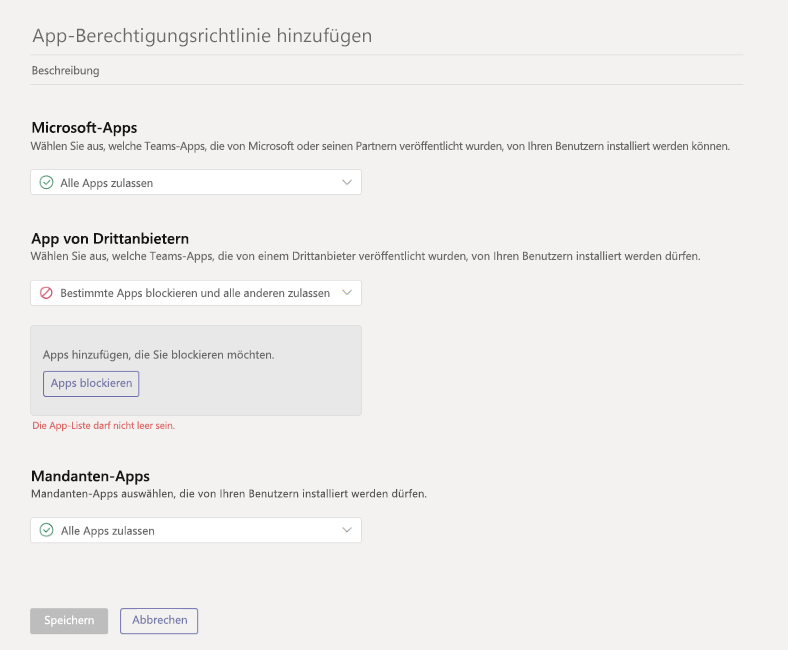 App-Berechtigungsrichtlinie hinzufügen
Beschreibung
Microsoft-Apps
Wählen Sie aus, welche Teams-Apps, die von Microsoft oder seinen Partnern veröffentlicht wurden, von Ihren Benutzern installiert werden können.
Alle Apps zulassen
App von Drittanbietern
Wählen Sie aus, welche Teams-Apps, die von einem Drittanbieter veröffentlicht wurden, von Ihren Benutzern installiert werden dürfen.
Bestimmte Apps blockieren und alle anderen zulassen
Apps hinzufügen, die Sie blockieren möchten.
Apps blockieren
Die App-Liste darf nicht leer sein.
Mandanten-Apps
Mandanten-Apps auswählen, die von Ihren Benutzern installiert werden dürfen.
Alle Apps zulassen
Speichern Abbrechen